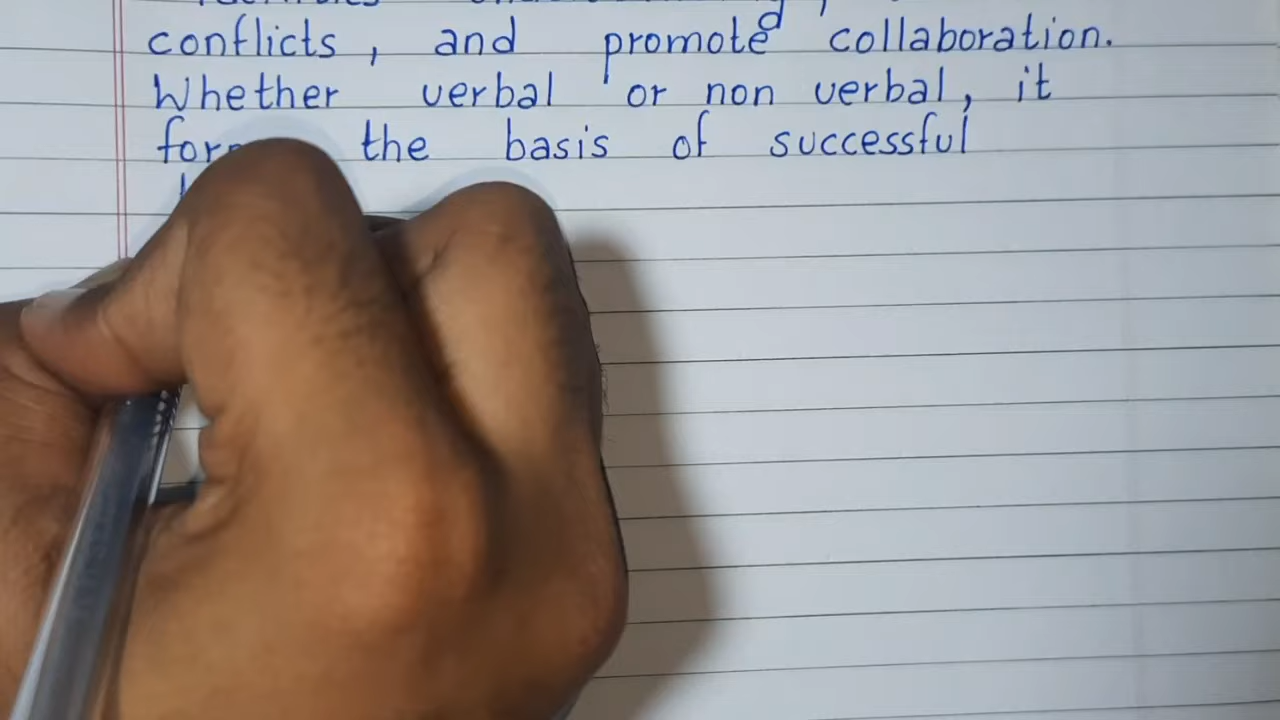 conflicts, and promote collaboration.
Whether verbal or non verbal, it
the basis of successful